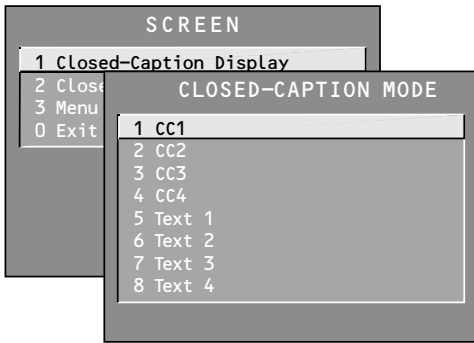 SCREEN
1 Closed-Caption Display
2 Close
3 Menu
0 Exit
CLOSED-CAPTION MODE
1 CC1
2 CC2
3 CC3
4 CC4
5 Text 1
6 Text 2
7 Text 3
8 Text 4